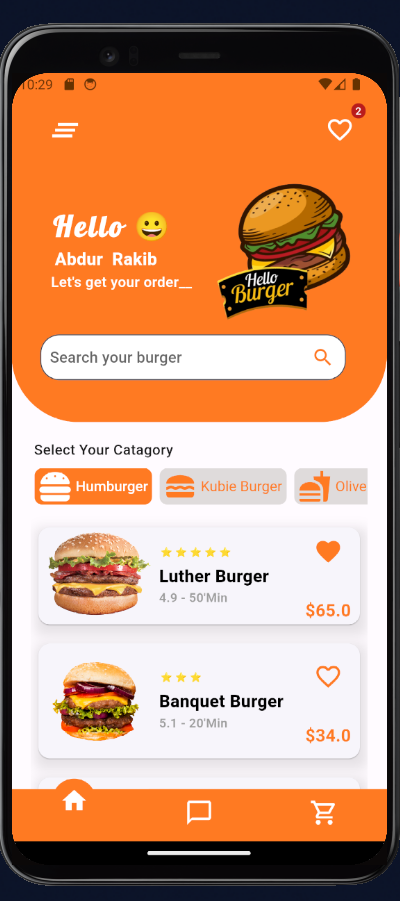 10:29
2
Hello 😀
Abdur Rakib
Let's get your order__
Hello
Burger
Search your burger
Select Your Catagory
Humburger
Kubie Burger
Olive
Luther Burger
4.9 - 50'Min
$65.0
Banquet Burger
5.1 - 20'Min
$34.0